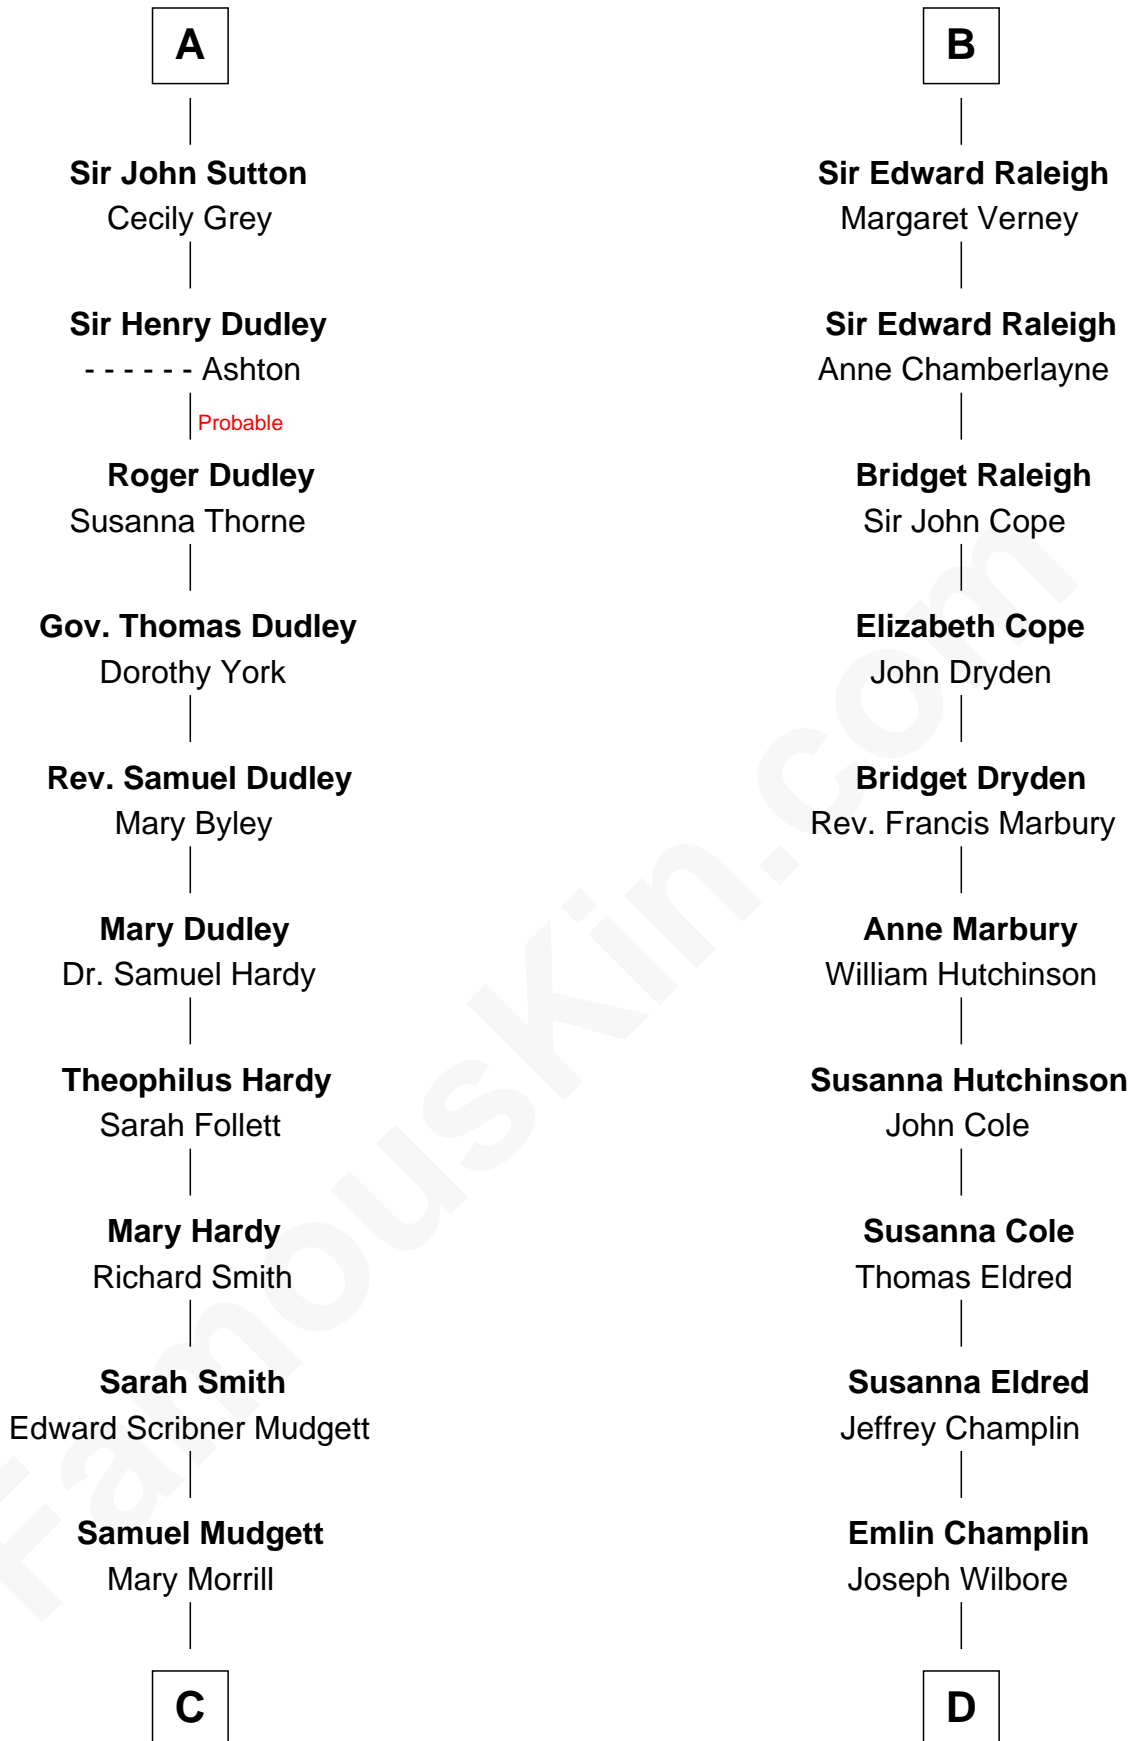 A
Sir John Sutton
Cecily Grey
Sir Henry Dudley
- - - - - - Ashton
Probable
Roger Dudley
Susanna Thorne
Gov. Thomas Dudley
Dorothy York
Rev. Samuel Dudley
Mary Byley
Mary Dudley
Dr. Samuel Hardy
Theophilus Hardy
Sarah Follett
Mary Hardy
Richard Smith
Sarah Smith
Edward Scribner Mudgett
Samuel Mudgett
Mary Morrill
C
B
Sir Edward Raleigh
Margaret Verney
Sir Edward Raleigh
Anne Chamberlayne
Bridget Raleigh
Sir John Cope
Elizabeth Cope
John Dryden
Bridget Dryden
Rev. Francis Marbury
Anne Marbury
William Hutchinson
Susanna Hutchinson
John Cole
Susanna Cole
Thomas Eldred
Susanna Eldred
Jeffrey Champlin
Emlin Champlin
Joseph Wilbore
D
FamousKin.com